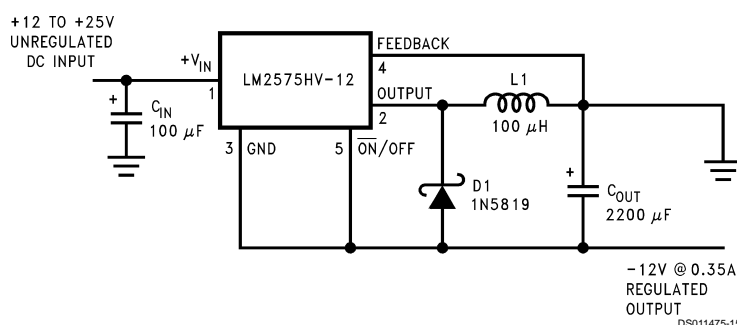 +12 TO +25V
UNREGULATED
DC INPUT
+VIN
1
CIN
100 μF
LM2575HV-12
FEEDBACK
4
OUTPUT
2
L1
100 μH
3 GND
5 ON/OFF
D1
1N5819
COUT
2200 μF
-12V @ 0.35A
REGULATED
OUTPUT